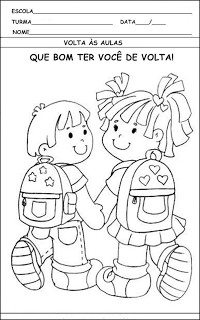 ESCOLA
TURMA DATA / /
NOME
VOLTA ÀS AULAS
QUE BOM TER VOCÊ DE VOLTA!